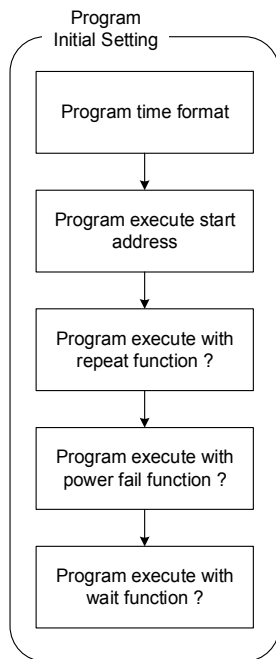 Program
Initial Setting
Program time format
Program execute start
address
Program execute with
repeat function ?
Program execute with
power fail function ?
Program execute with
wait function ?